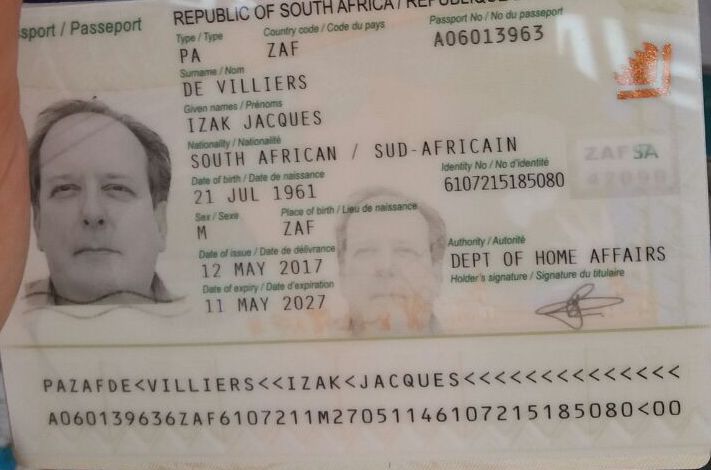 sport / Passeport
REPUBLIC OF SOUTH AFRICA /
Type / Type Country code / Code du pays Passport No / No du passeport
PA ZAF A06013963
Surname / Nom
DE VILLIERS
Given names / Prénoms
IZAK JACQUES
Nationality / Nationalité
SOUTH AFRICAN / SUD-AFRICAIN
Date of birth / Date de naissance Identity No / No d'identité
21 JUL 1961 6107215185080
ZAF SA
Sex / Sexe Place of birth / Lieu de naissance
M ZAF
Date of issue / Date de délivrance Authority / Autorité
12 MAY 2017 DEPT OF HOME AFFAIRS
Date of expiry / Date d'expiration Holder's signature / Signature du titulaire
11 MAY 2027
PAZAFDE<VILLIERS<<IZAK<JACQUES<<<<<<<<<<<<<<
A060139636ZAF6107211M27051146107215185080<00